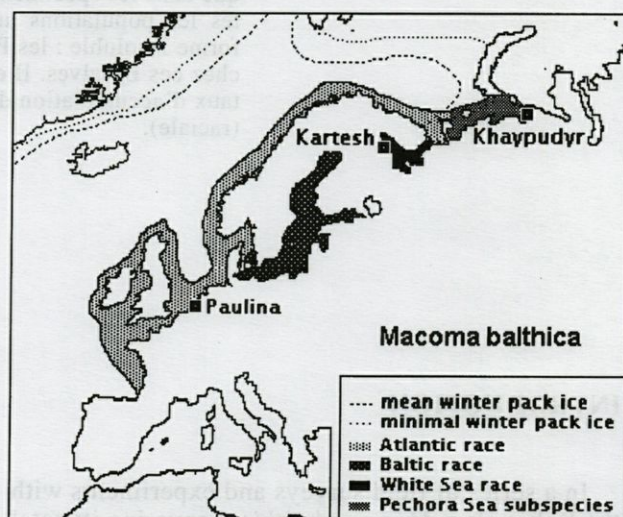 Kartesh
Khaypudyr
Paulina
Macoma balthica
mean winter pack ice
minimal winter pack ice
Atlantic race
Baltic race
White Sea race
Pechora Sea subspecies